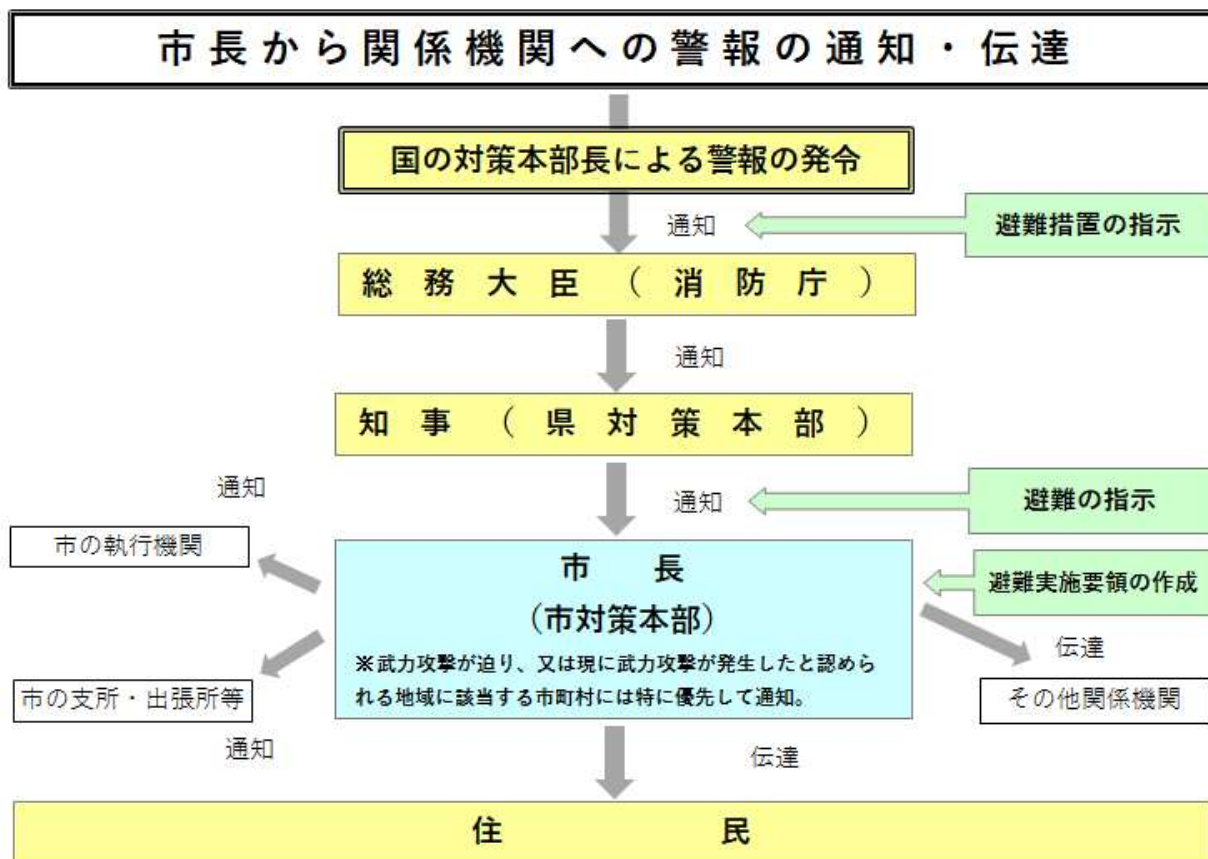 市長から関係機関への警報の通知・伝達
国の対策本部長による警報の発令
通知
避難措置の指示
総務大臣（消防庁）
通知
知事（県対策本部）
通知
通知
避難の指示
市の執行機関
市長
（市対策本部）
※武力攻撃が迫り、又は現に武力攻撃が発生したと認めら
れる地域に該当する市町村には特に優先して通知。
避難実施要領の作成
伝達
市の支所・出張所等
その他関係機関
通知
伝達
住民